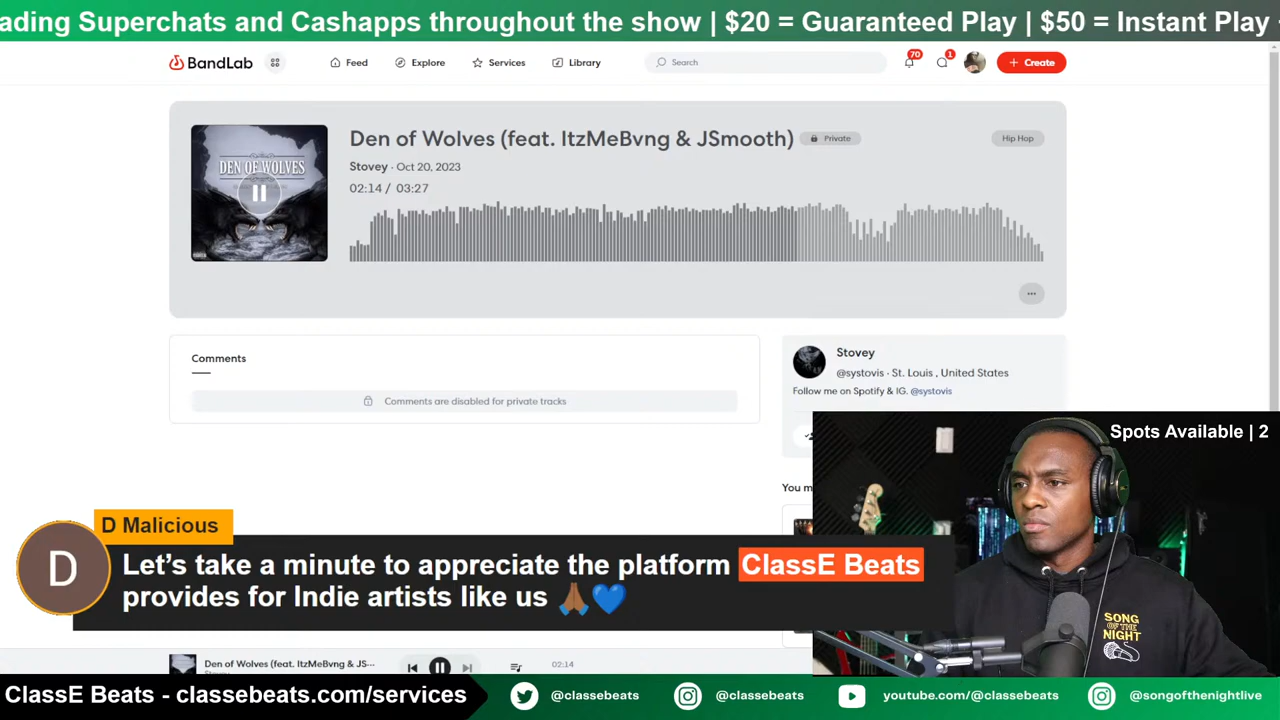 ading Superchats and Cashapps throughout the show | $20 = Guaranteed Play | $50 = Instant Play
BandLab
Feed
Explore
Services
Library
Search
70
1
+ Create
Den of Wolves (feat. ItzMeBvng & JSmooth)
Private
Hip Hop
Stovey · Oct 20, 2023
02:14 / 03:27
DEN OF WOLVES
Comments
Comments are disabled for private tracks
Stovey
@systovis · St. Louis , United States
Follow me on Spotify & IG. @systovis
You m
Spots Available | 2
D Malicious
D
Let’s take a minute to appreciate the platform ClassE Beats
provides for Indie artists like us 🙏🏾💙
SONG
OF THE
NIGHT
Den of Wolves (feat. ItzMeBvng & JS...
02:14
ClassE Beats - classebeats.com/services
@classebeats
@classebeats
youtube.com/@classebeats
@songofthenightlive